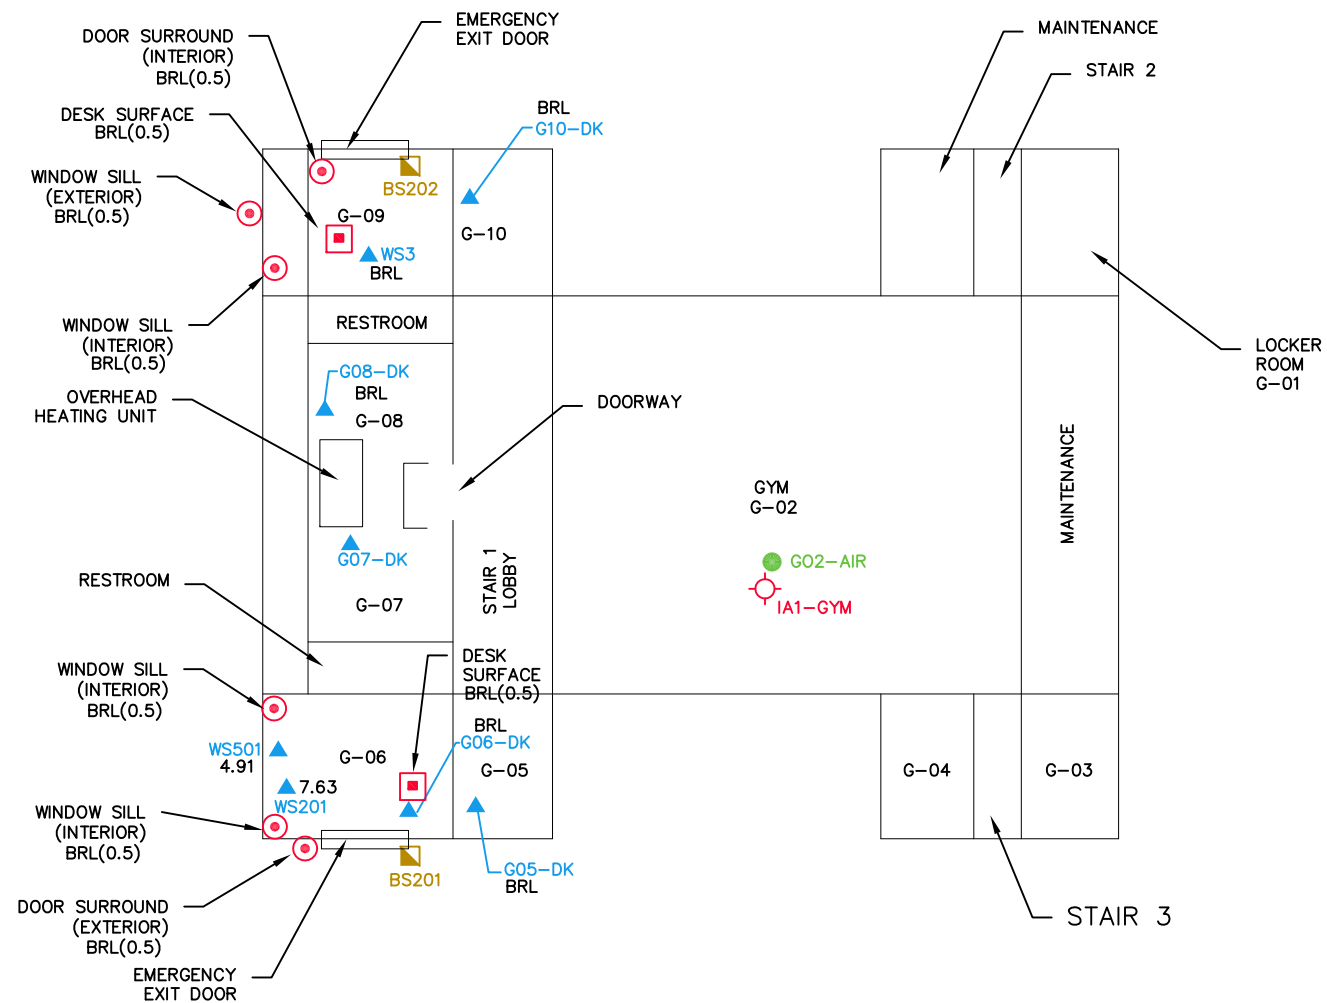 EMERGENCY
EXIT DOOR
DOOR SURROUND
(INTERIOR)
BRL(0.5)
MAINTENANCE
STAIR 2
DESK SURFACE
BRL(0.5)
BRL
G10-DK
WINDOW SILL
(EXTERIOR)
BRL(0.5)
BS202
G-09
G-10
WS3
BRL
WINDOW SILL
(INTERIOR)
BRL(0.5)
RESTROOM
LOCKER
ROOM
G-01
G08-DK
BRL
G-08
OVERHEAD
HEATING UNIT
DOORWAY
MAINTENANCE
GYM
G-02
G07-DK
GO2-AIR
RESTROOM
STAIR 1
LOBBY
G-07
IA1-GYM
WINDOW SILL
(INTERIOR)
BRL(0.5)
DESK
SURFACE
BRL(0.5)
BRL
G06-DK
WS501
4.91
G-06
G-05
G-04
G-03
7.63
WS201
WINDOW SILL
(INTERIOR)
BRL(0.5)
G05-DK
BRL
BS201
DOOR SURROUND
(EXTERIOR)
BRL(0.5)
STAIR 3
EMERGENCY
EXIT DOOR